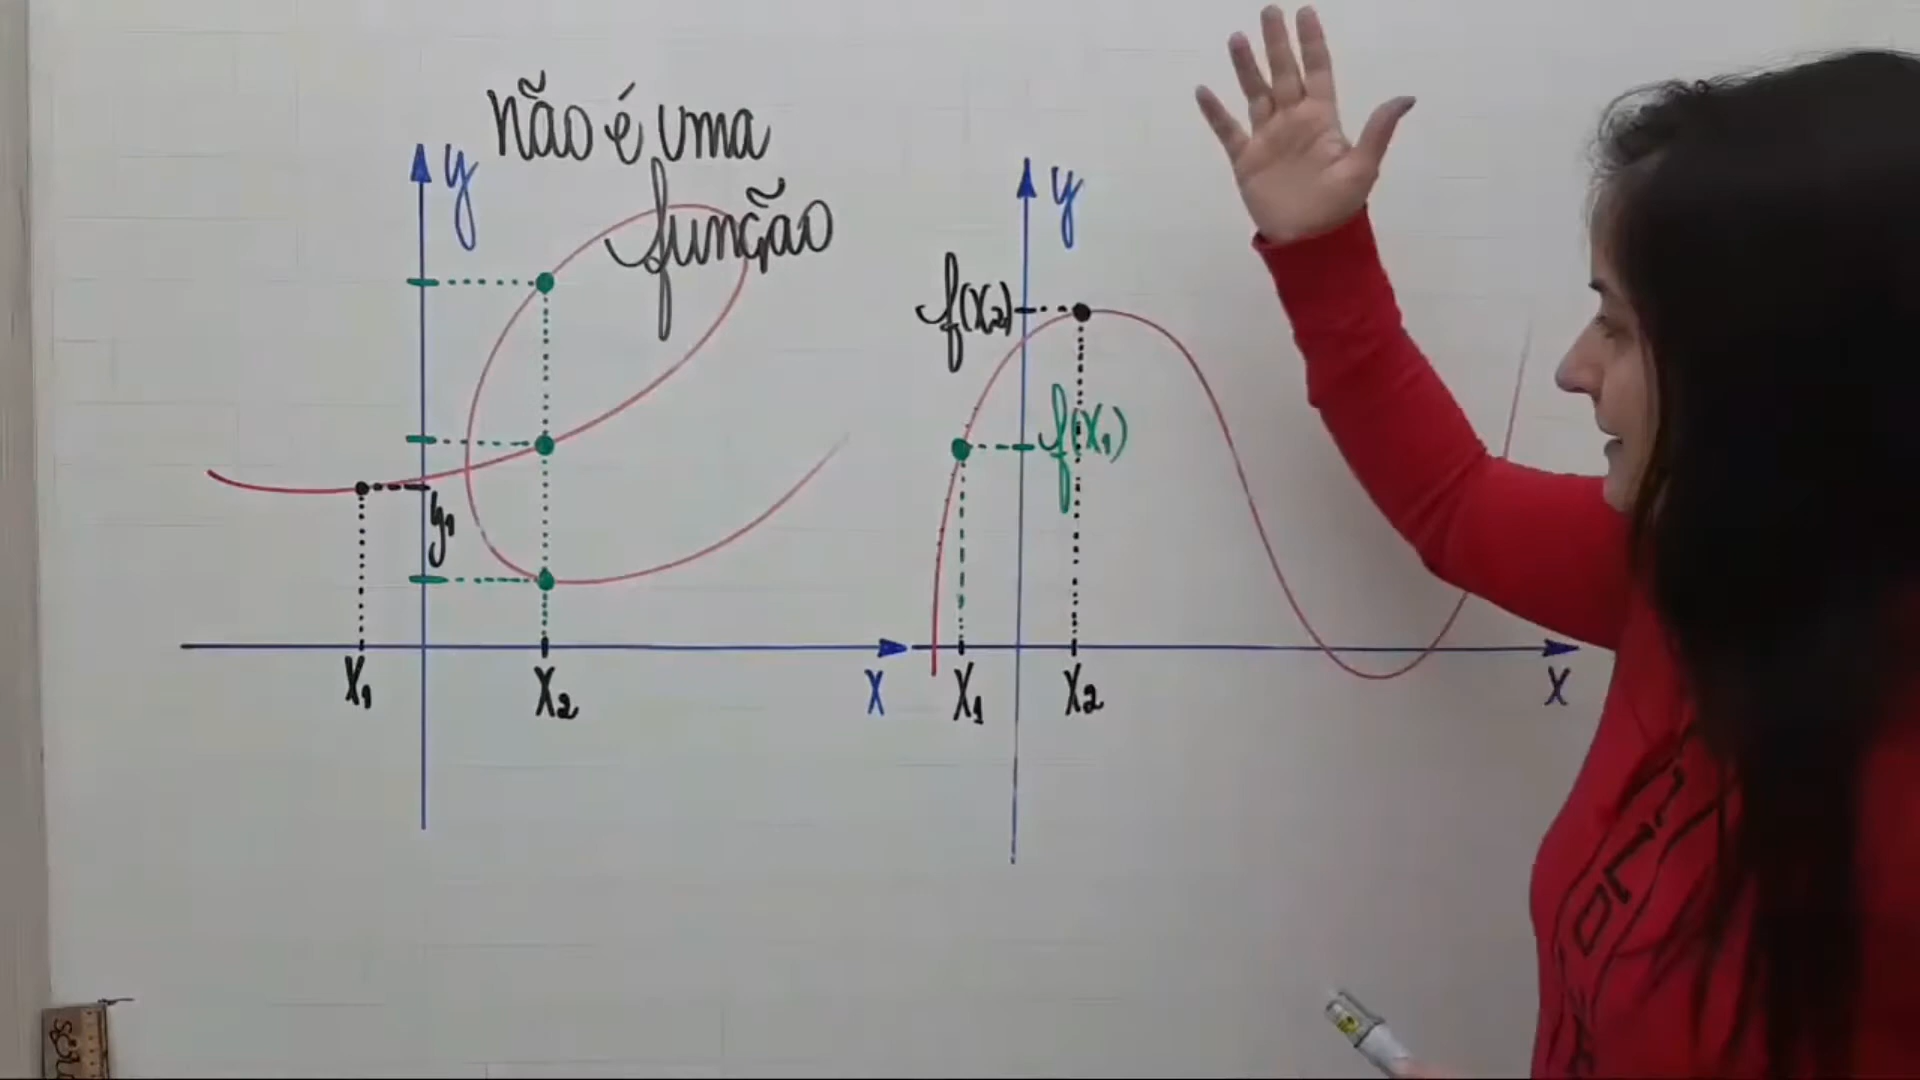 não é uma
função
y
y₁
x₁
x₂
x
y
f(x₂)
f(x₁)
x₁
x₂
x